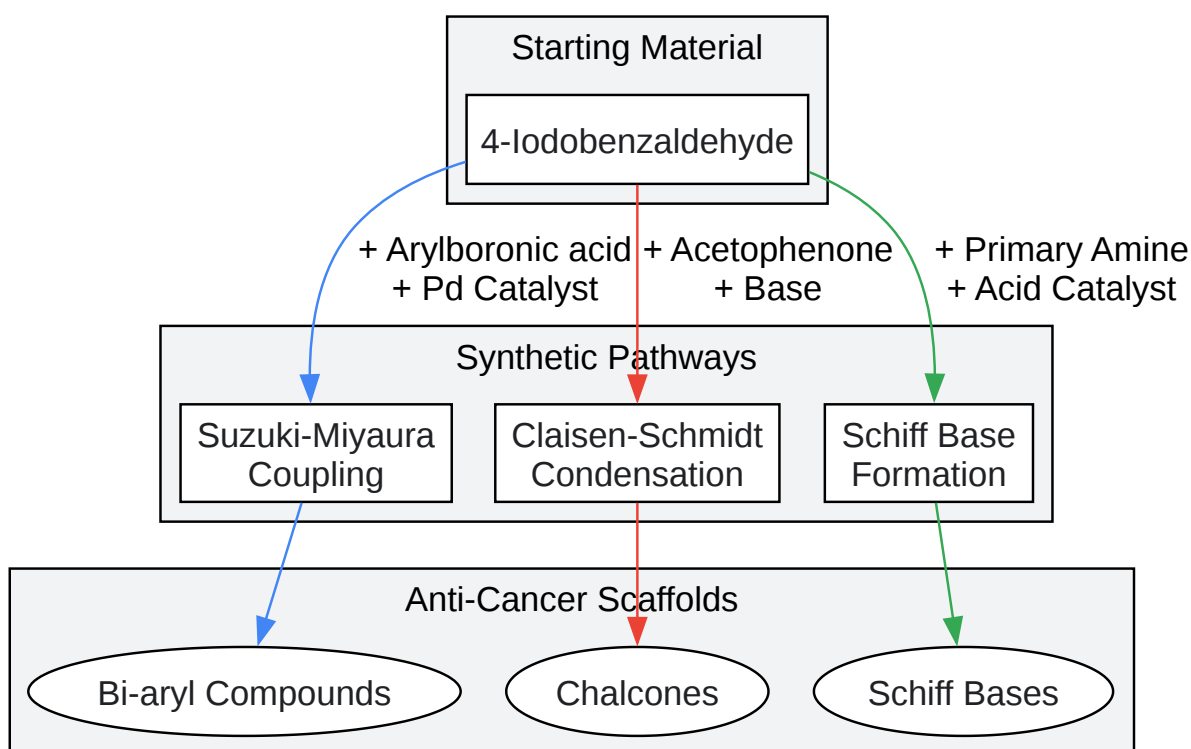 Starting Material
4-Iodobenzaldehyde
+ Arylboronic acid
+ Pd Catalyst
+ Acetophenone
+ Base
+ Primary Amine
+ Acid Catalyst
Synthetic Pathways
Suzuki-Miyaura
Coupling
Claisen-Schmidt
Condensation
Schiff Base
Formation
Anti-Cancer Scaffolds
Bi-aryl Compounds
Chalcones
Schiff Bases